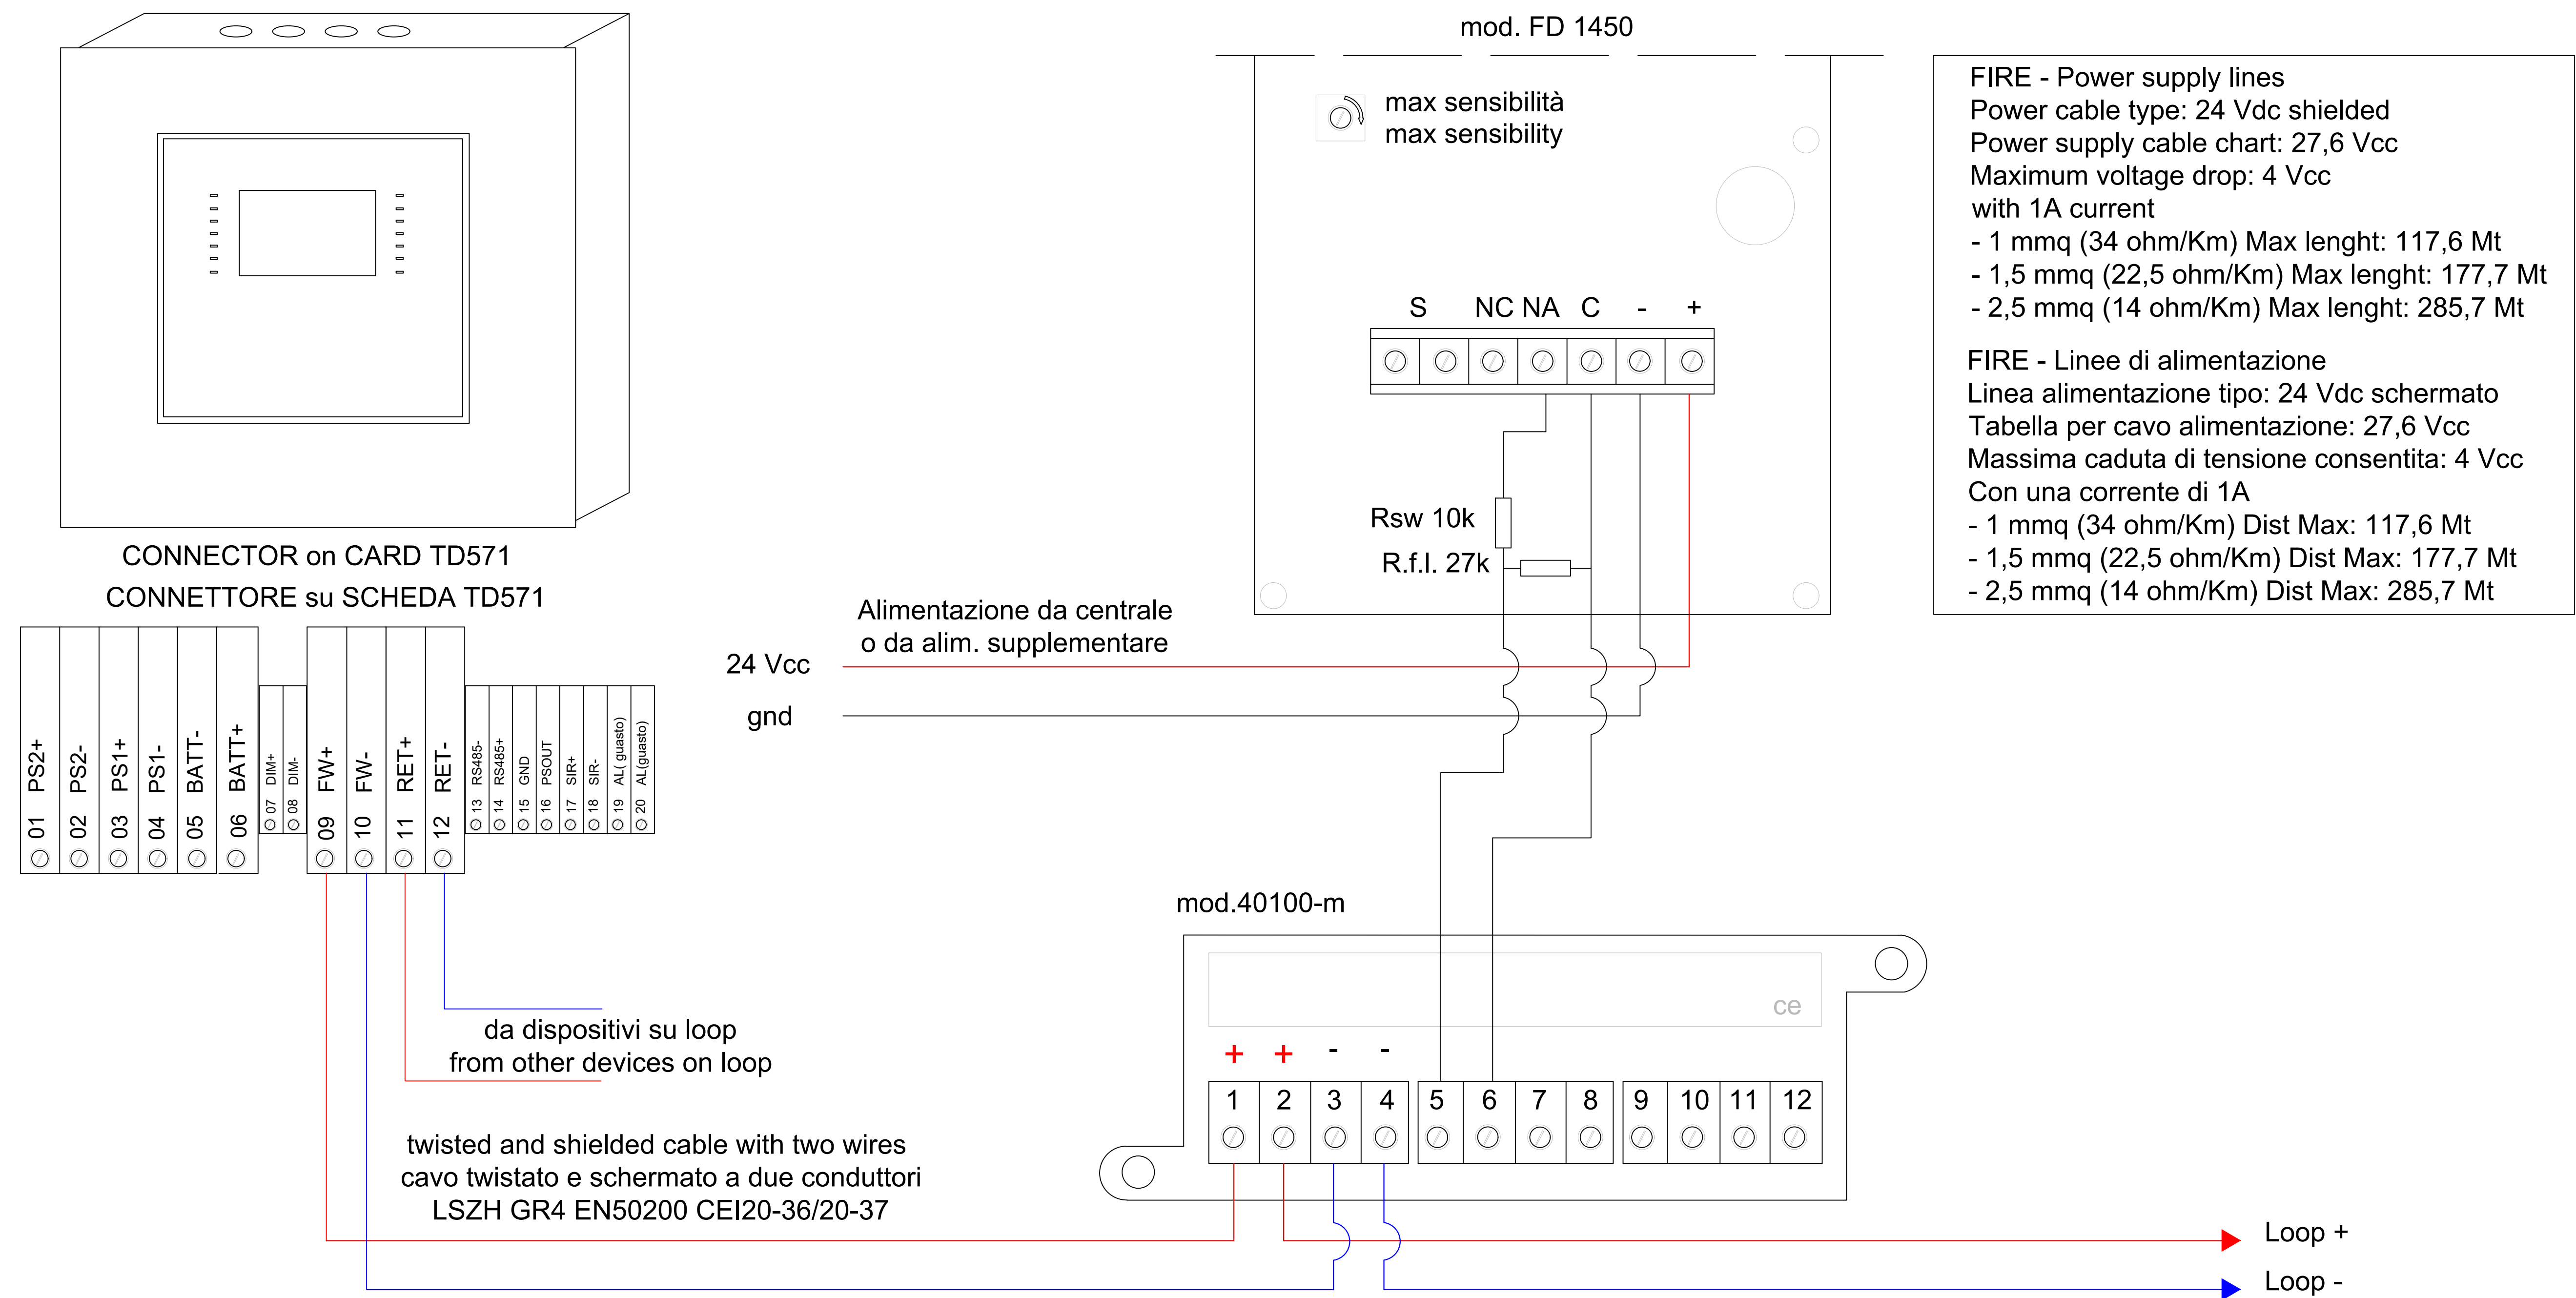 mod. FD 1450
max sensibilità
max sensibility
S NC NA C - +
Rsw 10k
R.f.l. 27k
FIRE - Power supply lines
Power cable type: 24 Vdc shielded
Power supply cable chart: 27,6 Vcc
Maximum voltage drop: 4 Vcc
with 1A current
- 1 mmq (34 ohm/Km) Max lenght: 117,6 Mt
- 1,5 mmq (22,5 ohm/Km) Max lenght: 177,7 Mt
- 2,5 mmq (14 ohm/Km) Max lenght: 285,7 Mt
FIRE - Linee di alimentazione
Linea alimentazione tipo: 24 Vdc schermato
Tabella per cavo alimentazione: 27,6 Vcc
Massima caduta di tensione consentita: 4 Vcc
Con una corrente di 1A
- 1 mmq (34 ohm/Km) Dist Max: 117,6 Mt
- 1,5 mmq (22,5 ohm/Km) Dist Max: 177,7 Mt
- 2,5 mmq (14 ohm/Km) Dist Max: 285,7 Mt
CONNECTOR on CARD TD571
CONNETTORE su SCHEDA TD571
01 PS2+
02 PS2-
03 PS1+
04 PS1-
05 BATT-
06 BATT+
07 DIM+
08 DIM-
09 FW+
10 FW-
11 RET+
12 RET-
13 RS485-
14 RS485+
15 GND
16 PSOUT
17 SIR+
18 SIR-
19 AL( guasto)
20 AL(guasto)
Alimentazione da centrale
o da alim. supplementare
24 Vcc
gnd
da dispositivi su loop
from other devices on loop
twisted and shielded cable with two wires
cavo twistato e schermato a due conduttori
LSZH GR4 EN50200 CEI20-36/20-37
mod.40100-m
ce
+ + - -
1 2 3 4 5 6 7 8 9 10 11 12
Loop +
Loop -